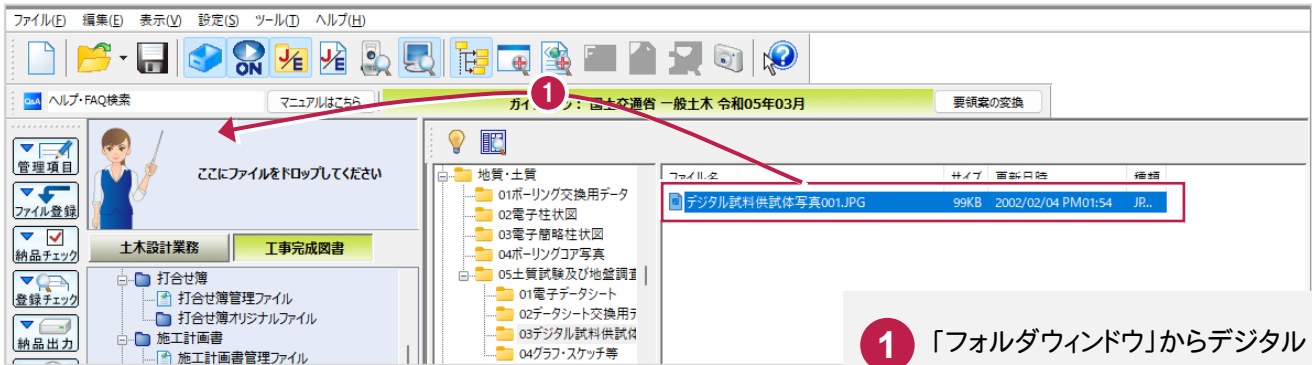 ファイル(F) 編集(E) 表示(V) 設定(S) ツール(T) ヘルプ(H)
ON J/E J/E
Q&A ヘルプ・FAQ検索 マニュアルはこちら 国土交通省 一般土木 令和05年03月 要領案の変換
1
管理項目
ファイル登録
納品チェック
登録チェック
納品出力
ここにファイルをドロップしてください
土木設計業務 工事完成図書
打合せ簿
打合せ簿管理ファイル
打合せ簿オリジナルファイル
施工計画書
施工計画書管理ファイル
地質・土質
01ボーリング交換用データ
02電子柱状図
03電子簡略柱状図
04ボーリングコア写真
05土質試験及び地盤調査
01電子データシート
02データシート交換用デ
03デジタル試料供試体
04グラフ・スケッチ等
ファイル名 サイズ 更新日時 種類
デジタル試料供試体写真001.JPG 99KB 2002/02/04 PM01:54 JP...
1 「フォルダウィンドウ」からデジタル